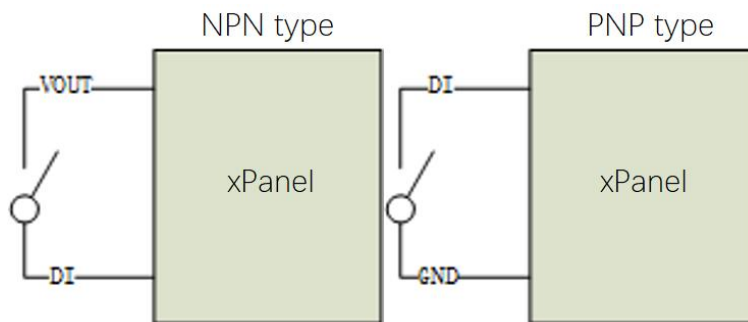 NPN type
PNP type
VOUT
DI
xPanel
xPanel
DI
GND